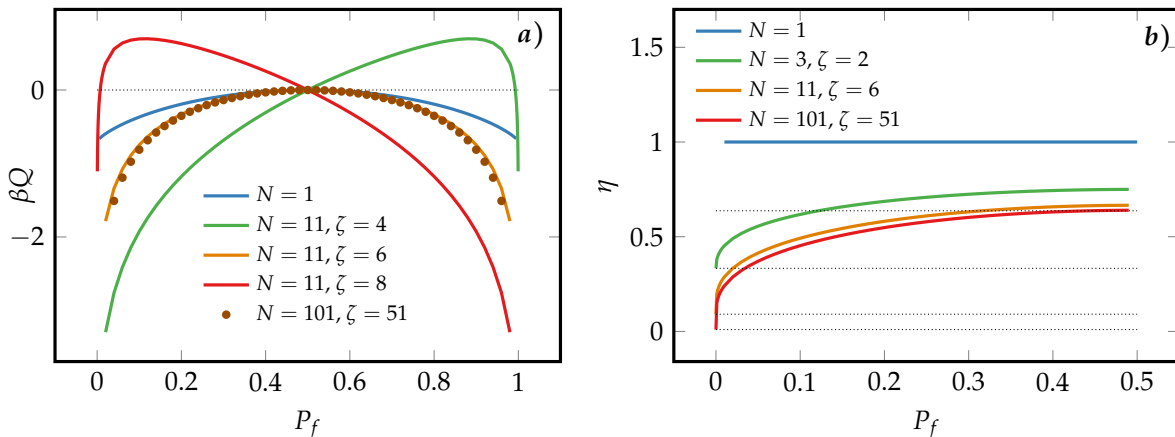 a)
0
−2
βQ
N = 1
N = 11, ζ = 4
N = 11, ζ = 6
N = 11, ζ = 8
N = 101, ζ = 51
0 0.2 0.4 0.6 0.8 1
P_f
b)
N = 1
N = 3, ζ = 2
N = 11, ζ = 6
N = 101, ζ = 51
1.5
1
0.5
0
η
0 0.1 0.2 0.3 0.4 0.5
P_f